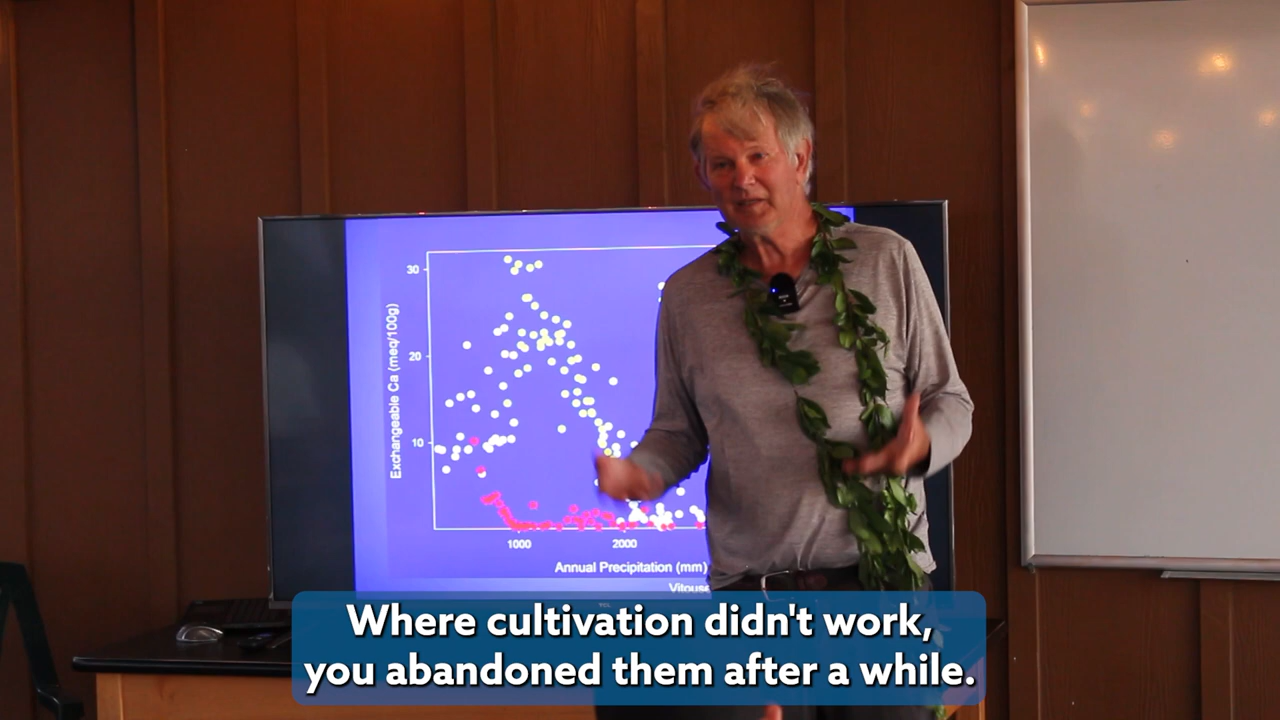 30
20
10
Exchangeable Ca (meq/100g)
1000
2000
Annual Precipitation (mm)
TCL
Where cultivation didn't work,
you abandoned them after a while.